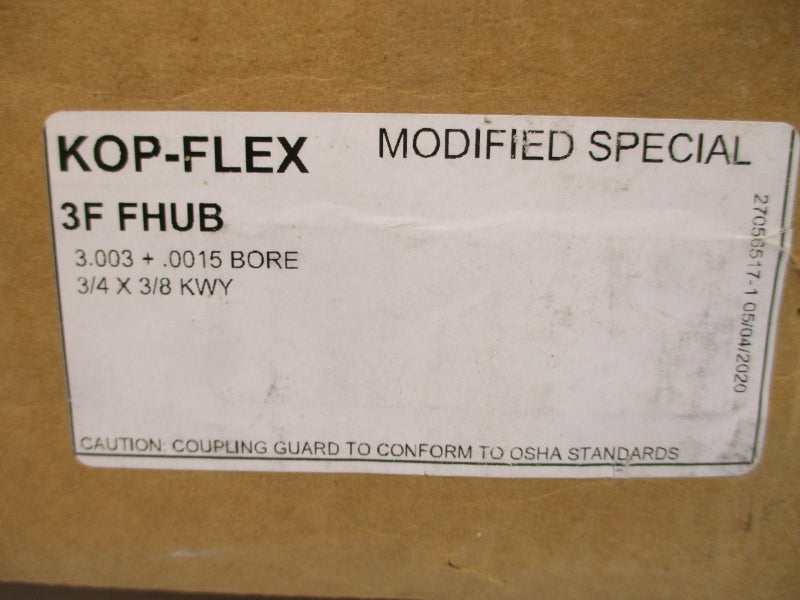 KOP-FLEX
MODIFIED SPECIAL
3F FHUB
3.003 + .0015 BORE
3/4 X 3/8 KWY
27056517-1 05/04/2020
CAUTION: COUPLING GUARD TO CONFORM TO OSHA STANDARDS